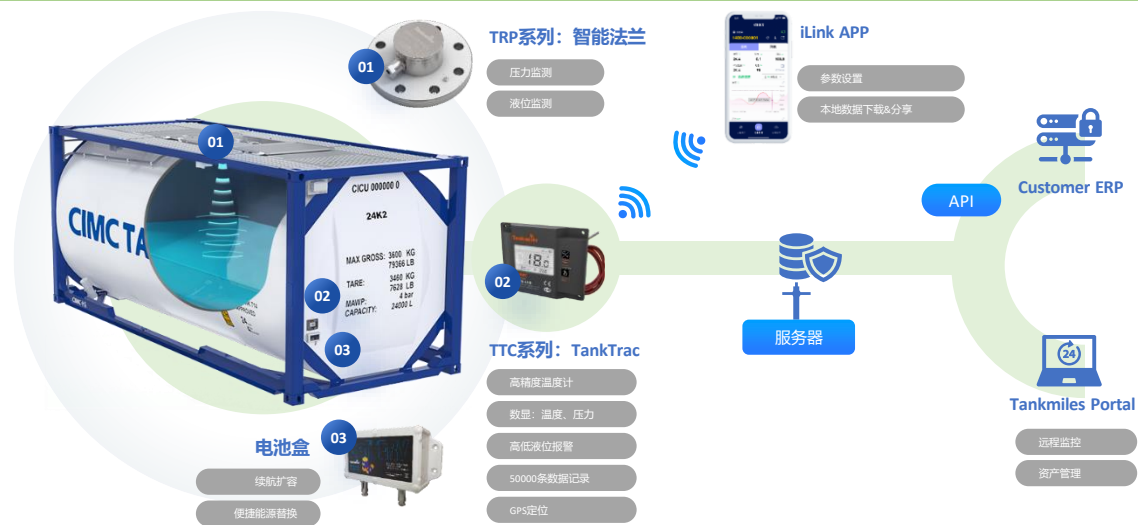 TRP系列：智能法兰
01
压力监测
液位监测
iLink APP
参数设置
本地数据下载&分享
01
CIMC TA
CICU 000000 0
24K2
MAX GROSS: 3600 KG
79366 LB
TARE: 3460 KG
7628 LB
MAWP: 4 bar
CAPACITY: 24000 L
02
03
02
18.0
TTC系列：TankTrac
高精度温度计
数显：温度、压力
高低液位报警
50000条数据记录
GPS定位
电池盒
03
续航扩容
便捷能源替换
服务器
API
Customer ERP
24
Tankmiles Portal
远程监控
资产管理